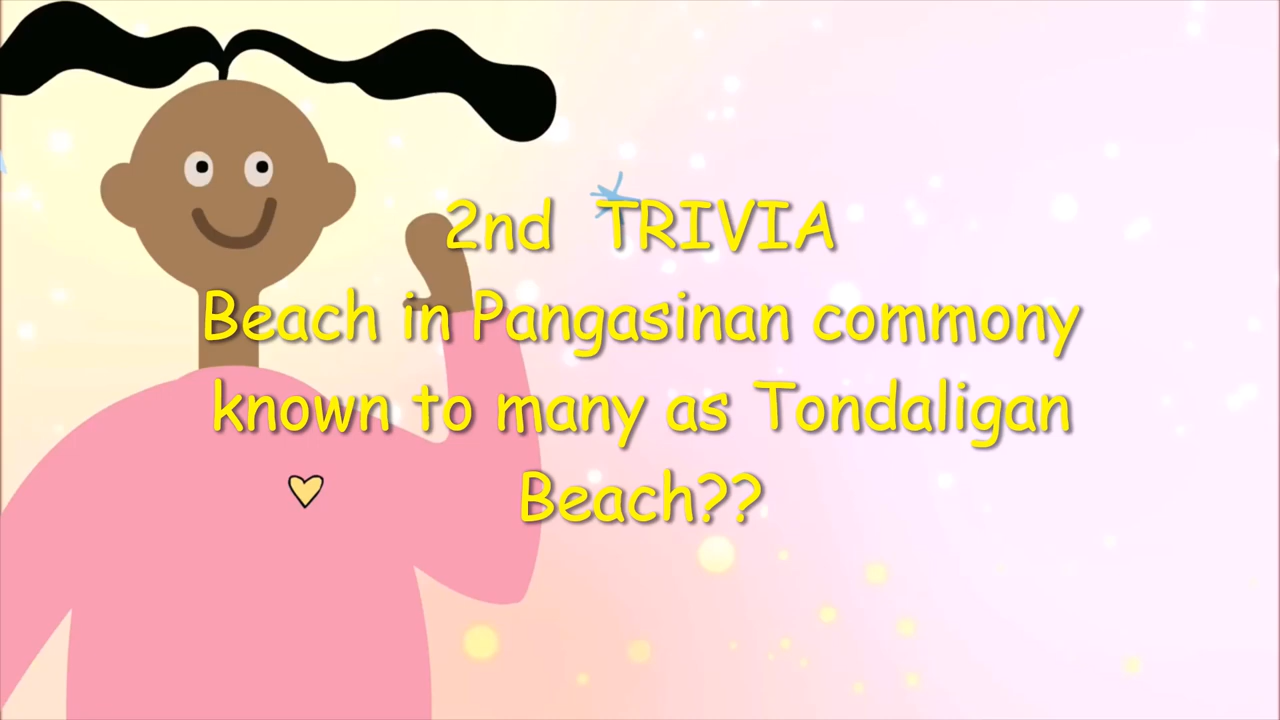 2nd TRIVIA
Beach in Pangasinan commony
known to many as Tondaligan
Beach??